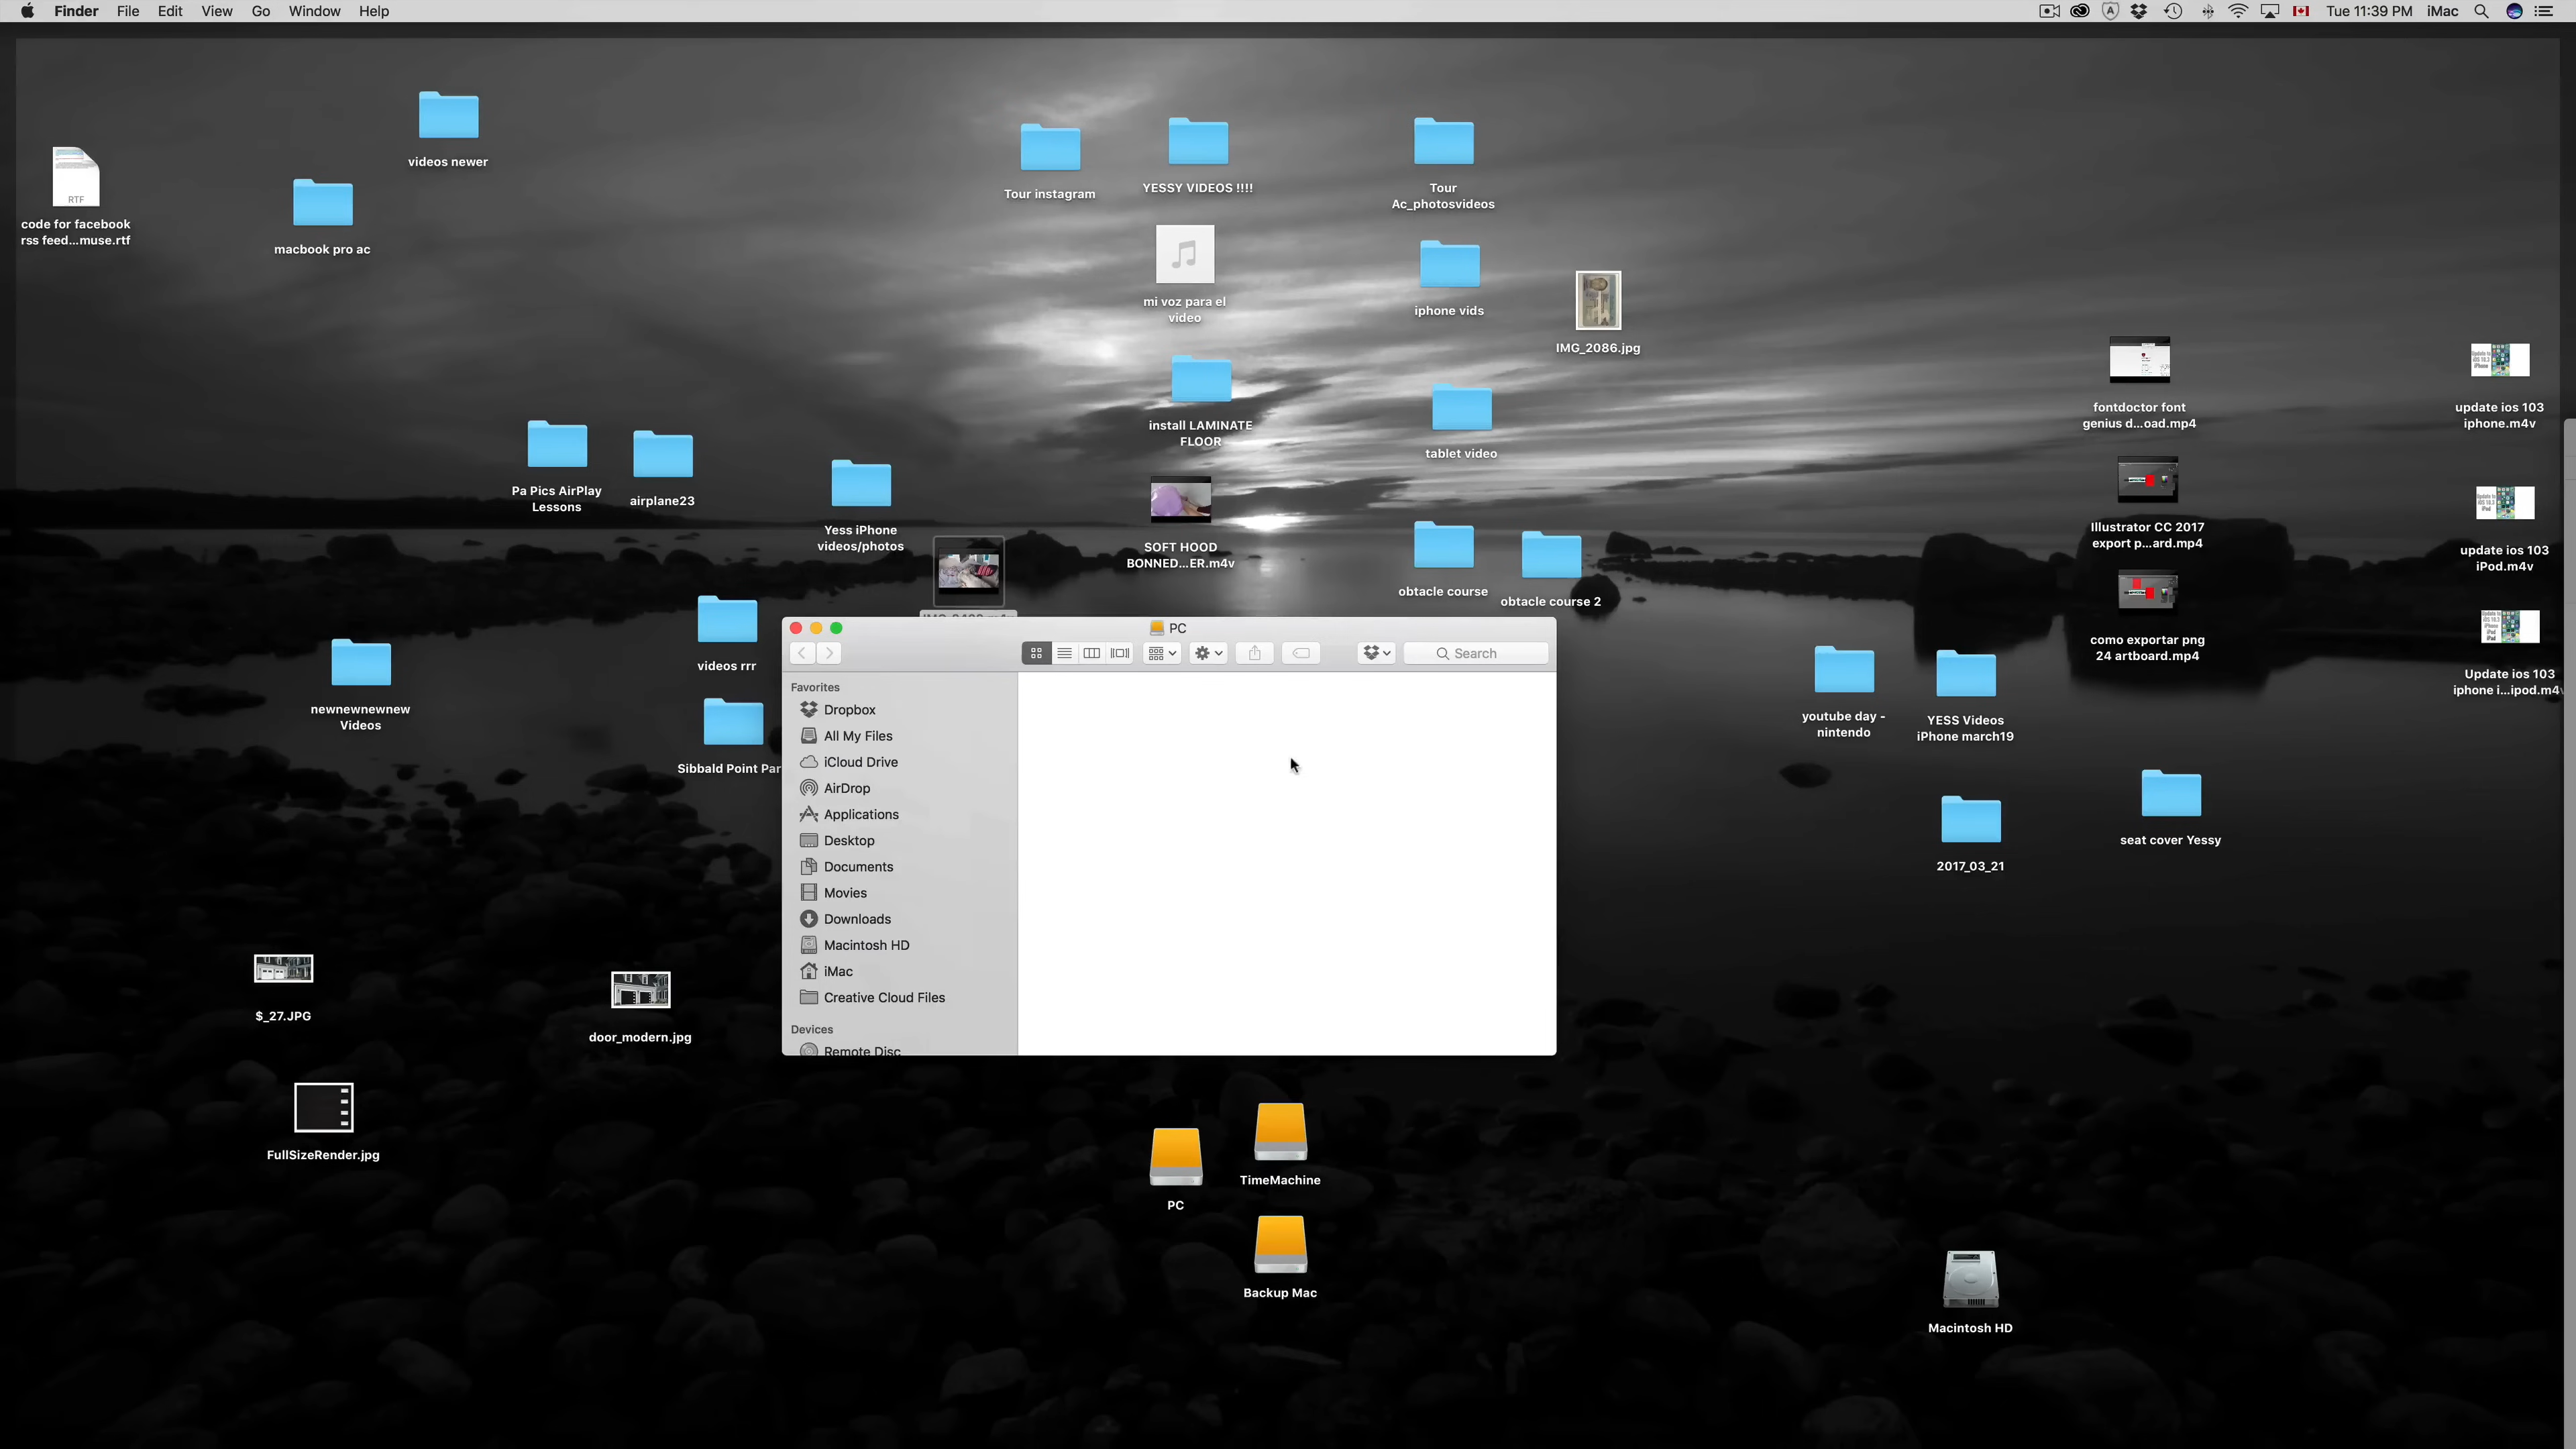 Finder File Edit View Go Window Help
Tue 11:39 PM iMac
videos newer
RTF
code for facebook
rss feed...muse.rtf
macbook pro ac
Tour instagram
YESSY VIDEOS !!!!
Tour
Ac_photosvideos
mi voz para el
video
iphone vids
IMG_2086.jpg
install LAMINATE
FLOOR
tablet video
fontdoctor font
genius d...oad.mp4
update ios 103
iphone.m4v
Pa Pics AirPlay
Lessons
airplane23
Yess iPhone
videos/photos
SOFT HOOD
BONNED...ER.m4v
Illustrator CC 2017
export p...ard.mp4
update ios 103
iPod.m4v
obtacle course
obtacle course 2
como exportar png
24 artboard.mp4
Update ios 103
iphone i...ipod.m4v
videos rrr
newnewnewnew
Videos
Sibbald Point Par
youtube day -
nintendo
YESS Videos
iPhone march19
2017_03_21
seat cover Yessy
PC
Search
Favorites
Dropbox
All My Files
iCloud Drive
AirDrop
Applications
Desktop
Documents
Movies
Downloads
Macintosh HD
iMac
Creative Cloud Files
Devices
Remote Disc
$_27.JPG
door_modern.jpg
FullSizeRender.jpg
TimeMachine
PC
Backup Mac
Macintosh HD